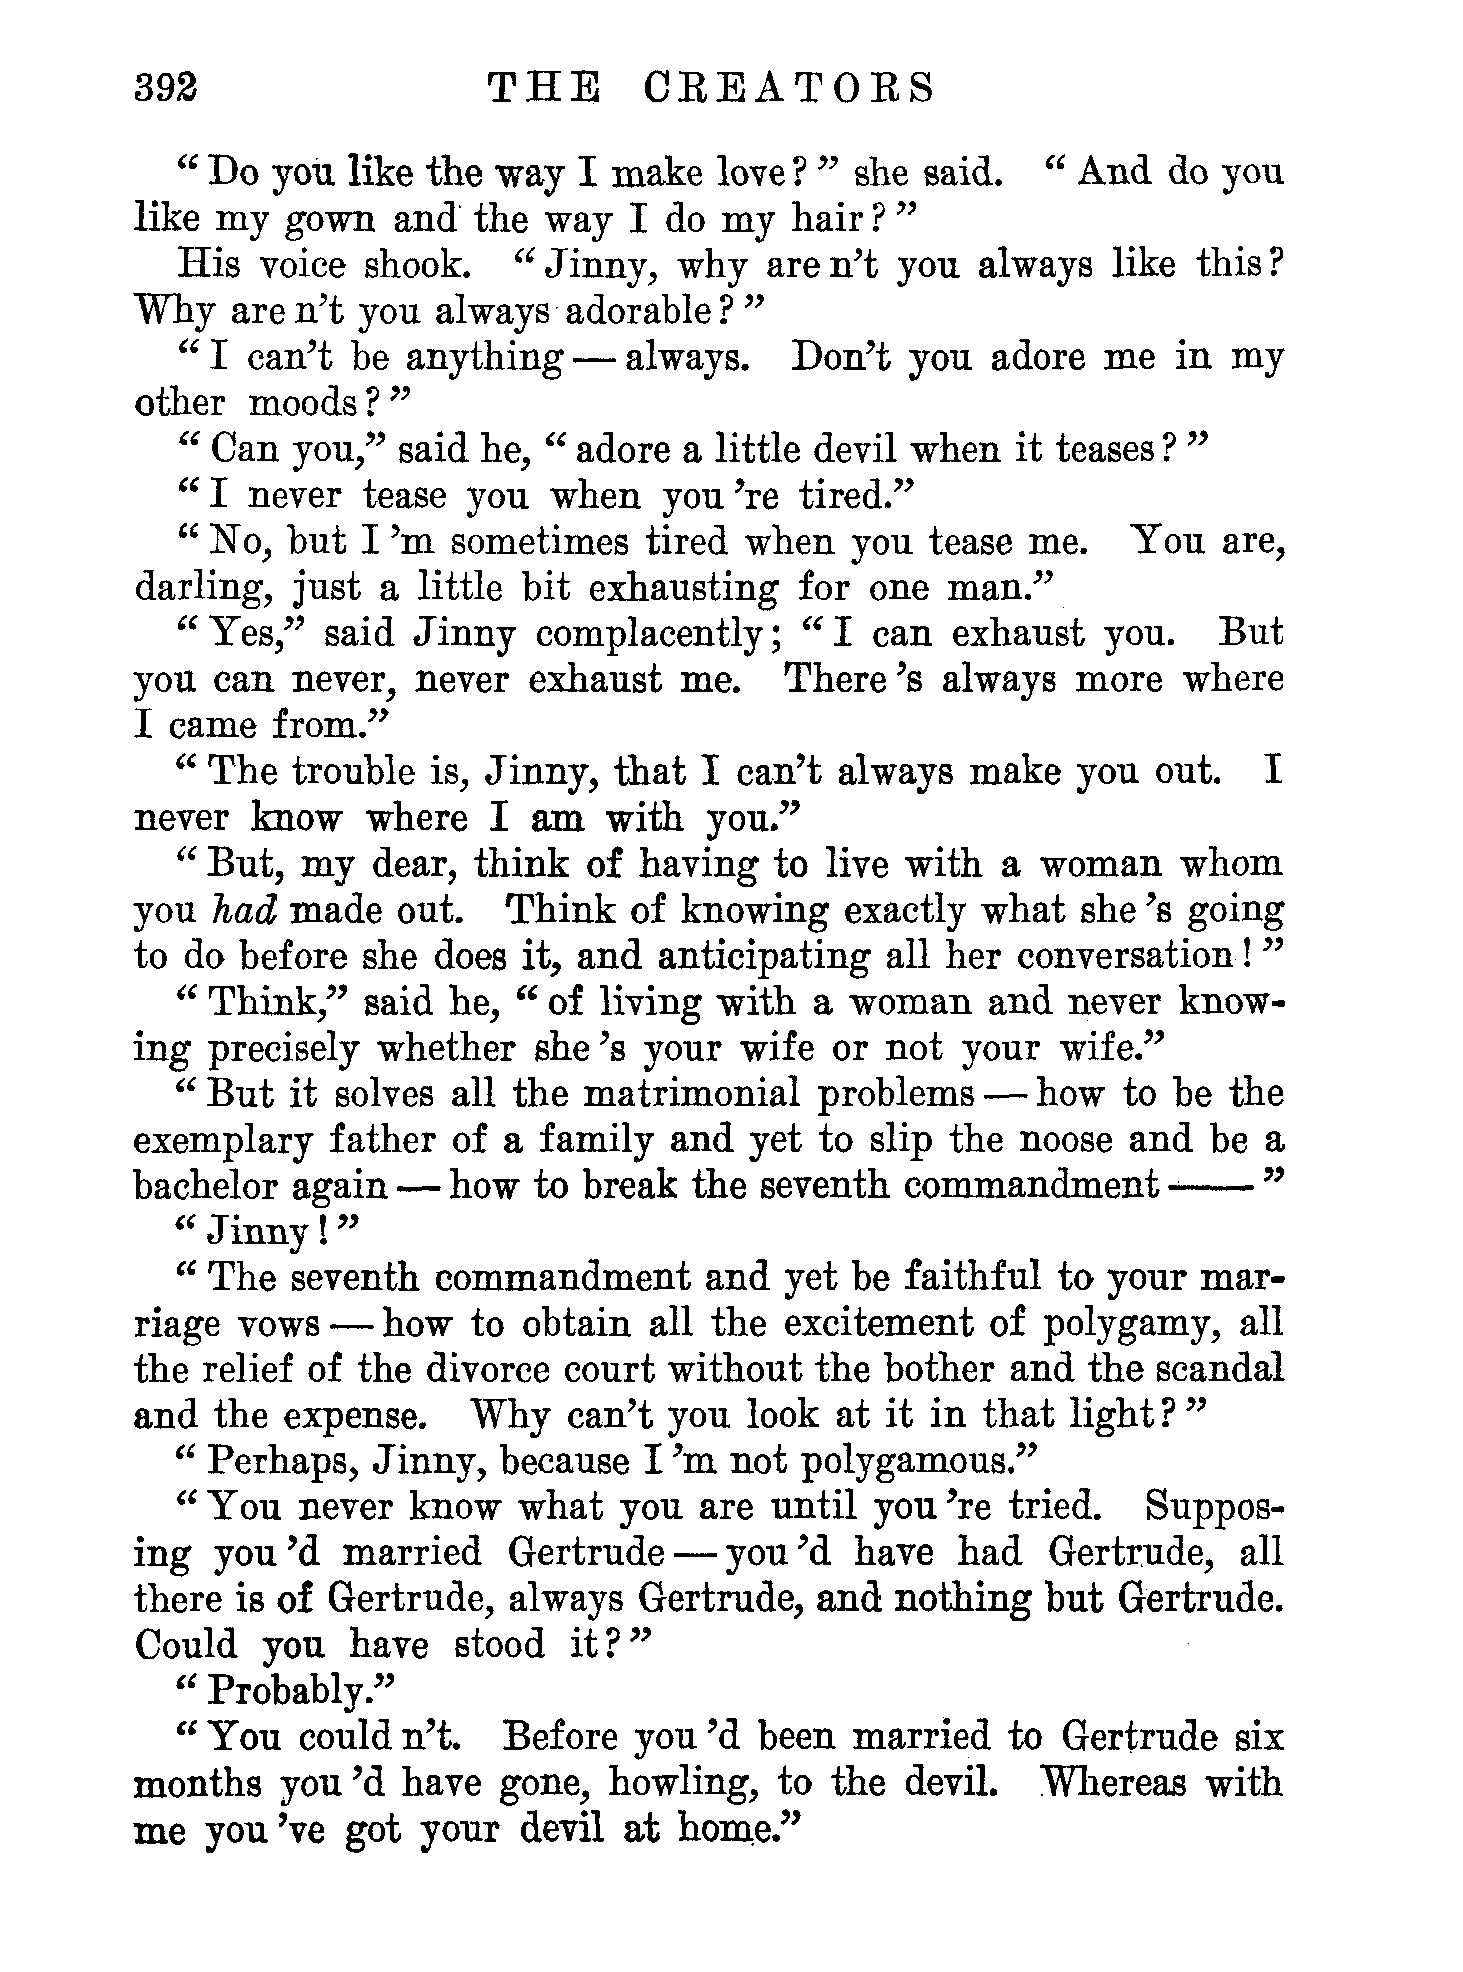 392 THE CREATORS
“ Do you like the way I make love? ” she said. “ And do you
like my gown and the way I do my hair? ”
His voice shook. “ Jinny, why are n’t you always like this?
Why are n’t you always adorable? ”
“ I can’t be anything — always. Don’t you adore me in my
other moods? ”
“ Can you,” said he, “ adore a little devil when it teases? ”
“ I never tease you when you ’re tired.”
“ No, but I ’m sometimes tired when you tease me. You are,
darling, just a little bit exhausting for one man.”
“ Yes,” said Jinny complacently; “ I can exhaust you. But
you can never, never exhaust me. There ’s always more where
I came from.”
“ The trouble is, Jinny, that I can’t always make you out. I
never know where I am with you.”
“ But, my dear, think of having to live with a woman whom
you had made out. Think of knowing exactly what she ’s going
to do before she does it, and anticipating all her conversation! ”
“ Think,” said he, “ of living with a woman and never know-
ing precisely whether she ’s your wife or not your wife.”
“ But it solves all the matrimonial problems — how to be the
exemplary father of a family and yet to slip the noose and be a
bachelor again — how to break the seventh commandment —— ”
“ Jinny! ”
“ The seventh commandment and yet be faithful to your mar-
riage vows — how to obtain all the excitement of polygamy, all
the relief of the divorce court without the bother and the scandal
and the expense. Why can’t you look at it in that light? ”
“ Perhaps, Jinny, because I ’m not polygamous.”
“ You never know what you are until you ’re tried. Suppos-
ing you ’d married Gertrude — you ’d have had Gertrude, all
there is of Gertrude, always Gertrude, and nothing but Gertrude.
Could you have stood it? ”
“ Probably.”
“ You could n’t. Before you ’d been married to Gertrude six
months you ’d have gone, howling, to the devil. Whereas with
me you ’ve got your devil at home.”